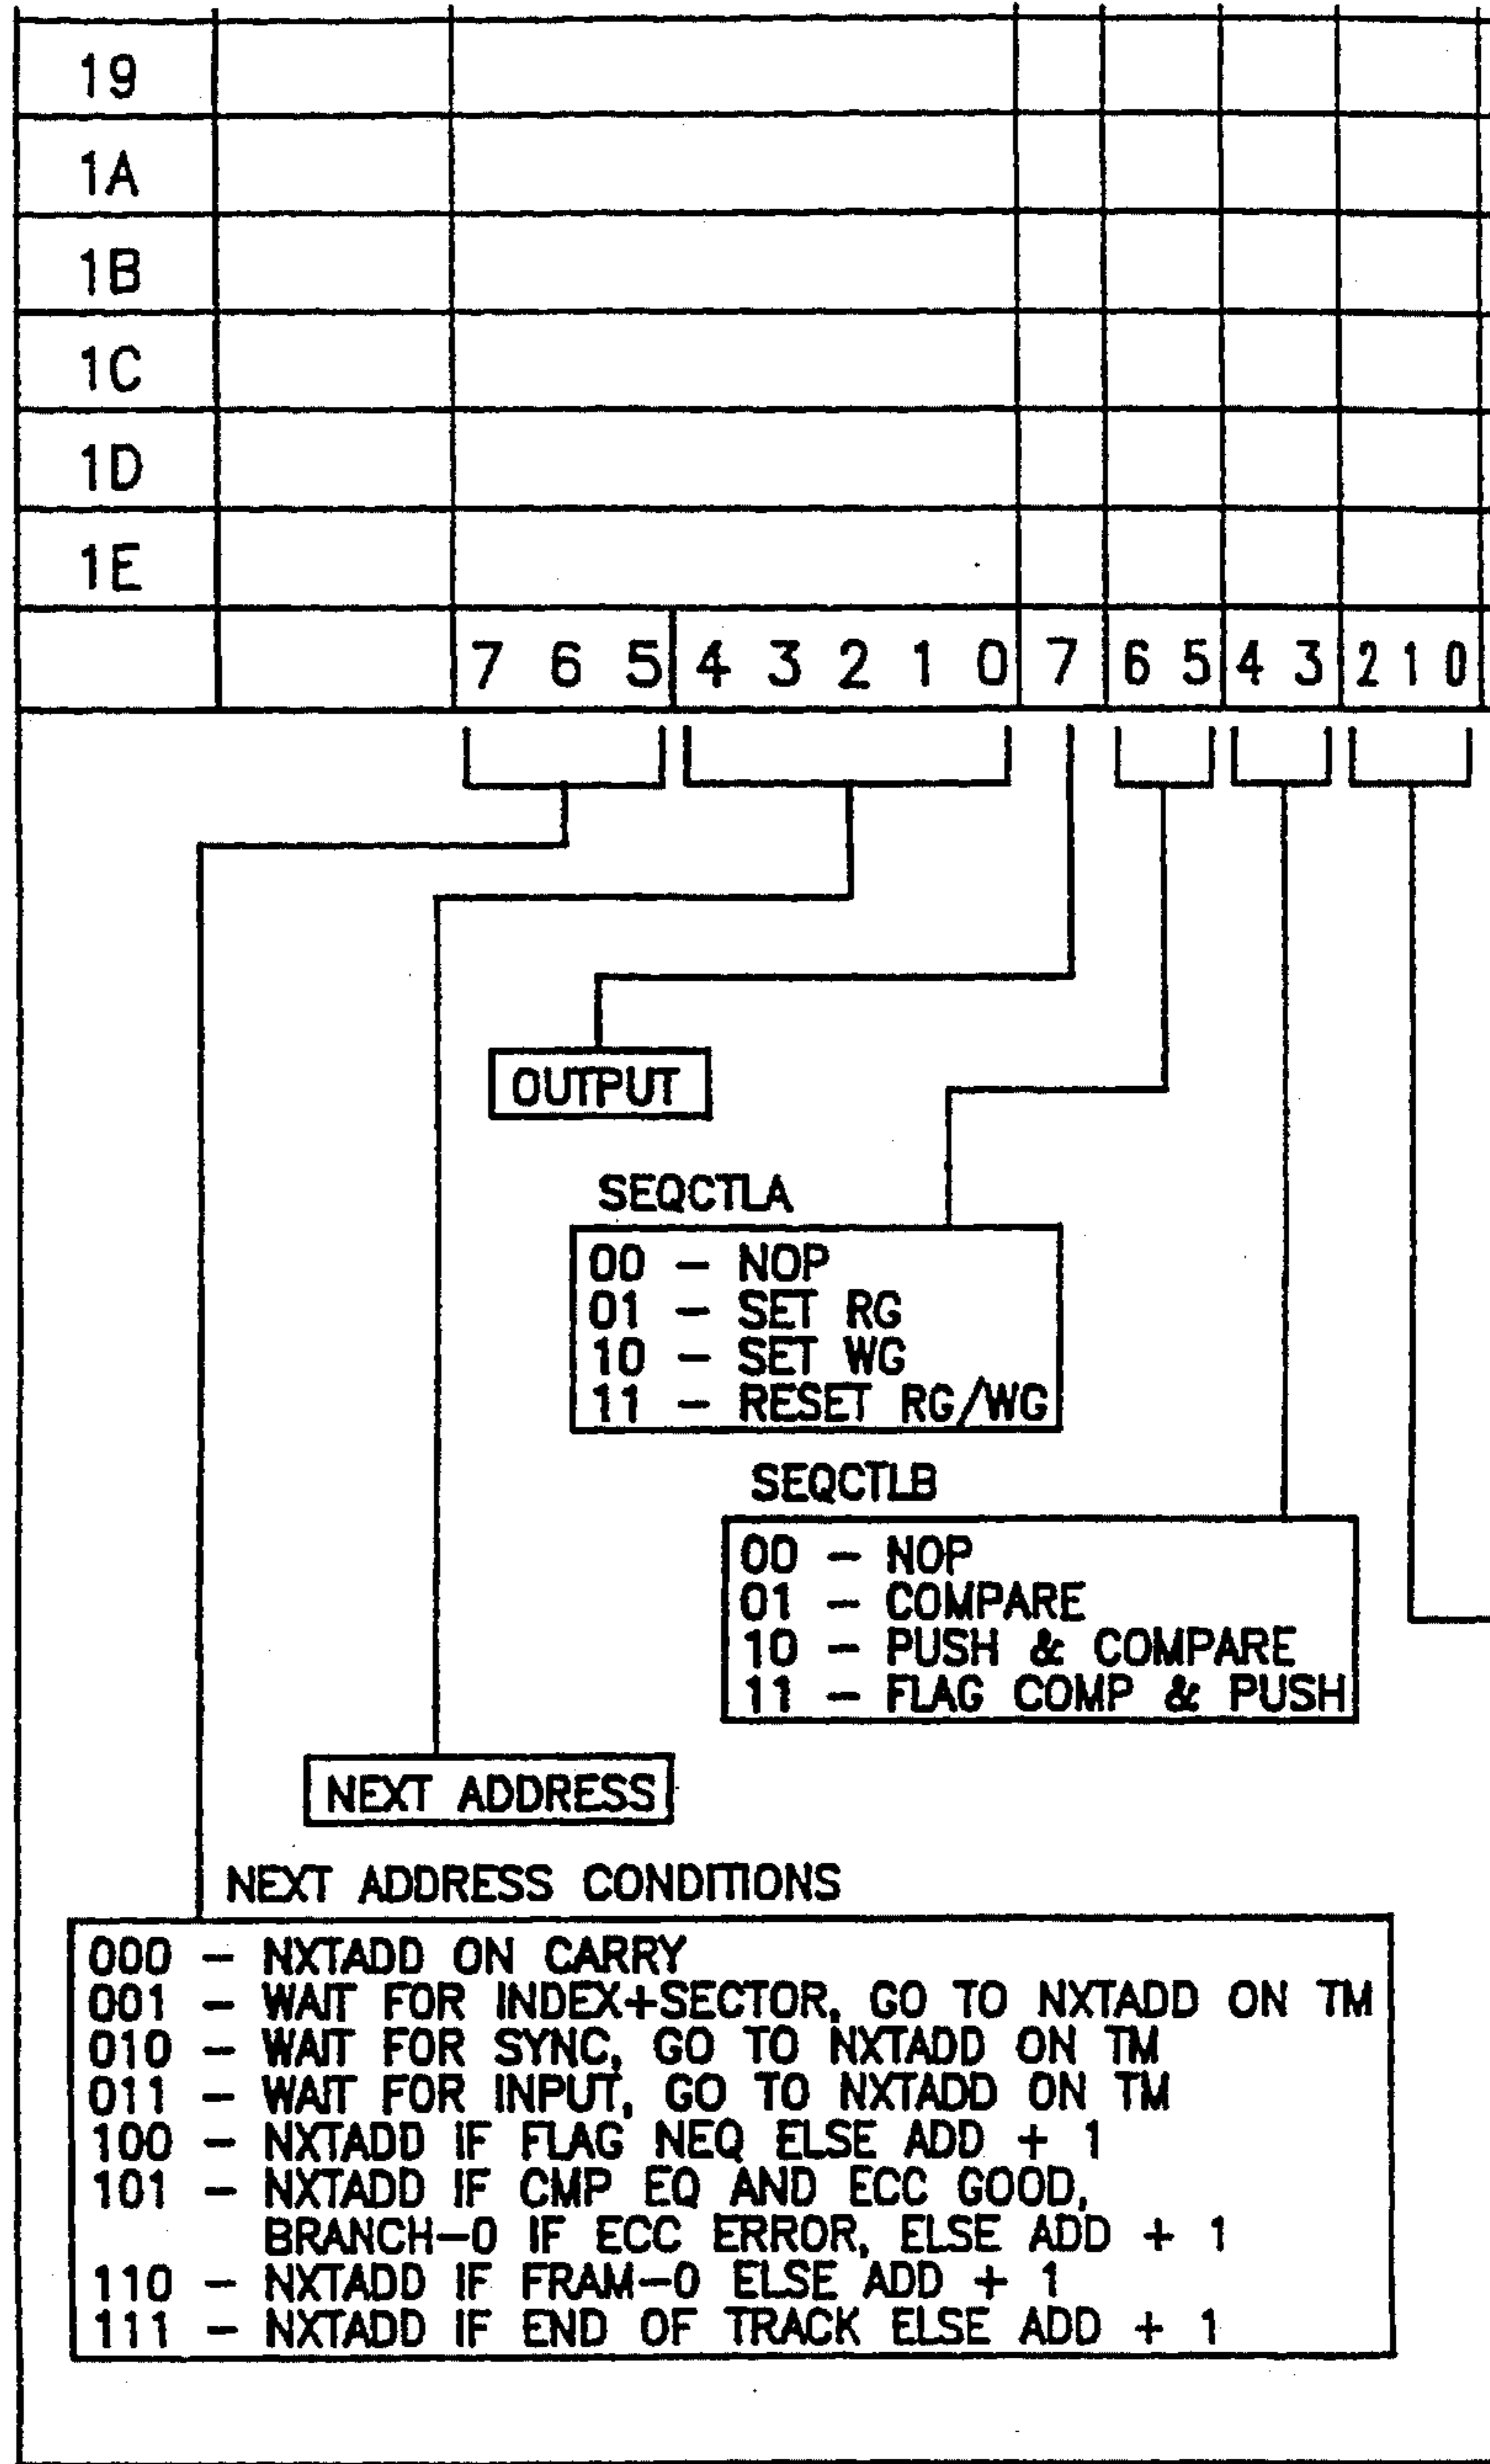 19
1A
1B
1C
1D
1E
7 6 5 4 3 2 1 0 7 6 5 4 3 2 1 0
OUTPUT
SEQCTLA
00 – NOP
01 – SET RG
10 – SET WG
11 – RESET RG/WG
SEQCTLB
00 – NOP
01 – COMPARE
10 – PUSH & COMPARE
11 – FLAG COMP & PUSH
NEXT ADDRESS
NEXT ADDRESS CONDITIONS
000 – NXTADD ON CARRY
001 – WAIT FOR INDEX+SECTOR, GO TO NXTADD ON TM
010 – WAIT FOR SYNC, GO TO NXTADD ON TM
011 – WAIT FOR INPUT, GO TO NXTADD ON TM
100 – NXTADD IF FLAG NEQ ELSE ADD + 1
101 – NXTADD IF CMP EQ AND ECC GOOD,
BRANCH–0 IF ECC ERROR, ELSE ADD + 1
110 – NXTADD IF FRAM–0 ELSE ADD + 1
111 – NXTADD IF END OF TRACK ELSE ADD + 1